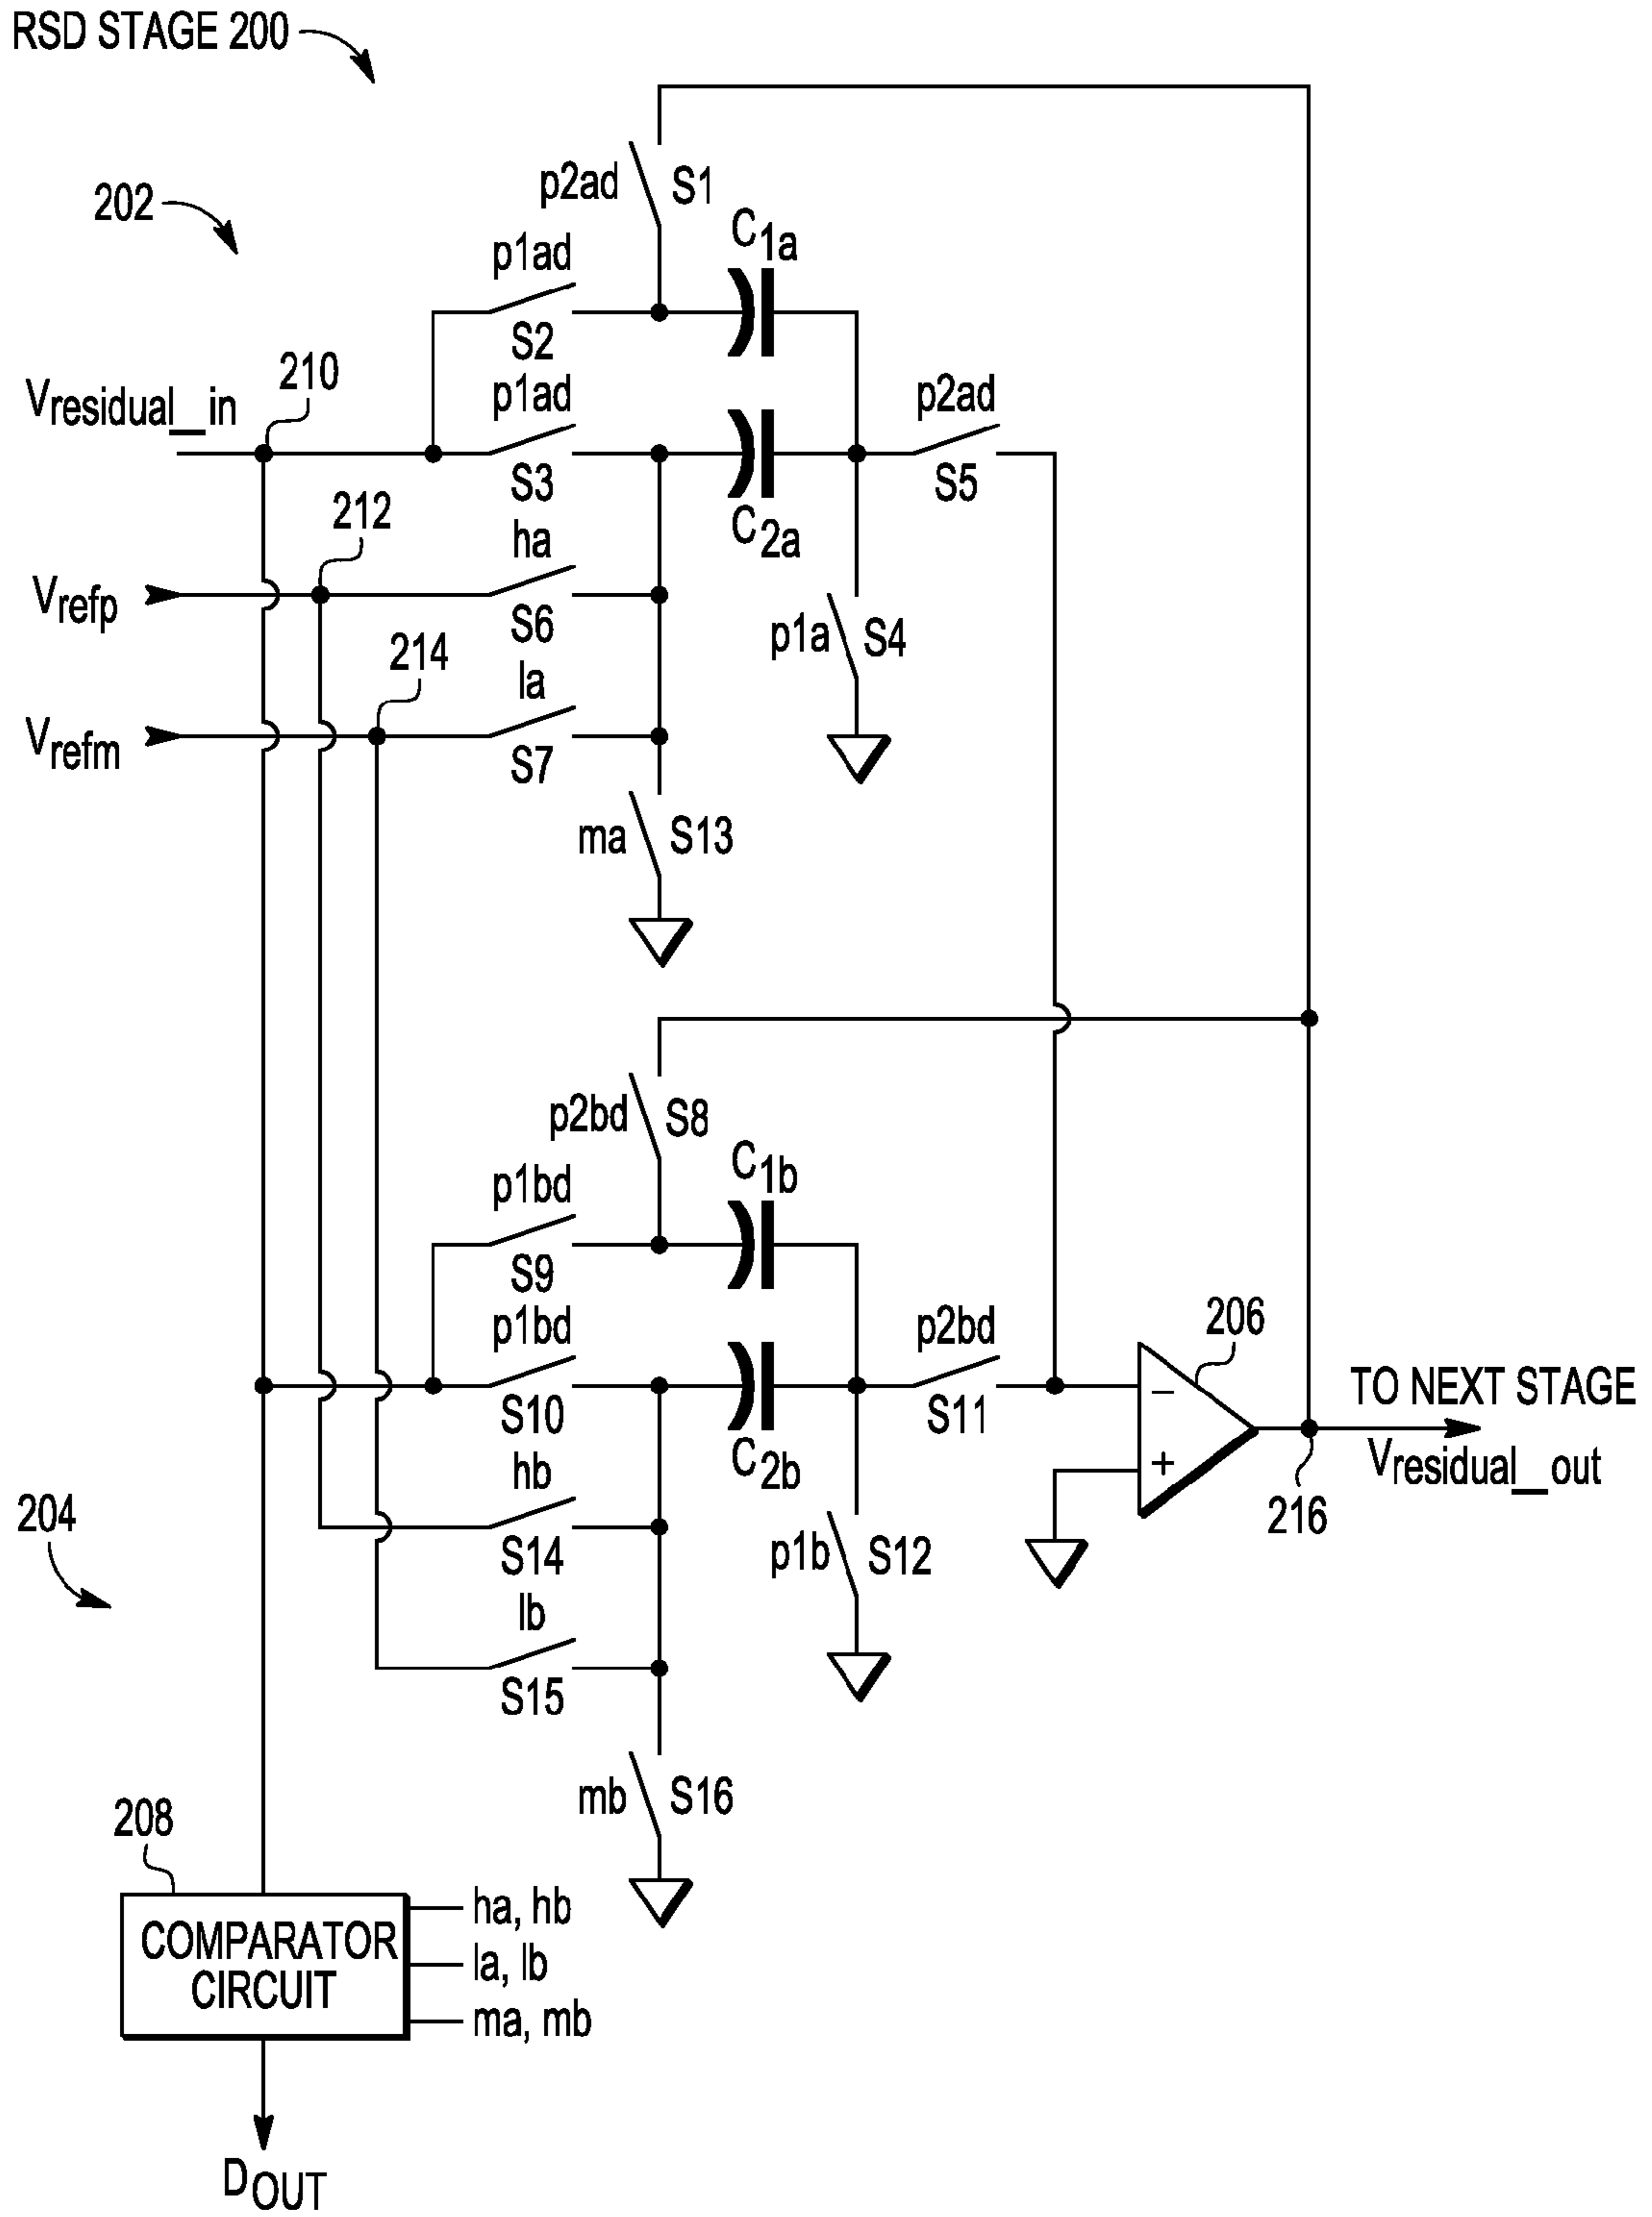 RSD STAGE 200
202
p2ad
S1
C1a
p1ad
S2
Vresidual_in
210
p1ad
S3
C2a
p2ad
S5
Vrefp
212
ha
S6
p1a
S4
Vrefm
214
la
S7
ma
S13
p2bd
S8
C1b
p1bd
S9
p1bd
S10
C2b
p2bd
S11
206
−
+
TO NEXT STAGE
Vresidual_out
216
204
hb
S14
p1b
S12
lb
S15
mb
S16
208
COMPARATOR
CIRCUIT
ha, hb
la, lb
ma, mb
DOUT